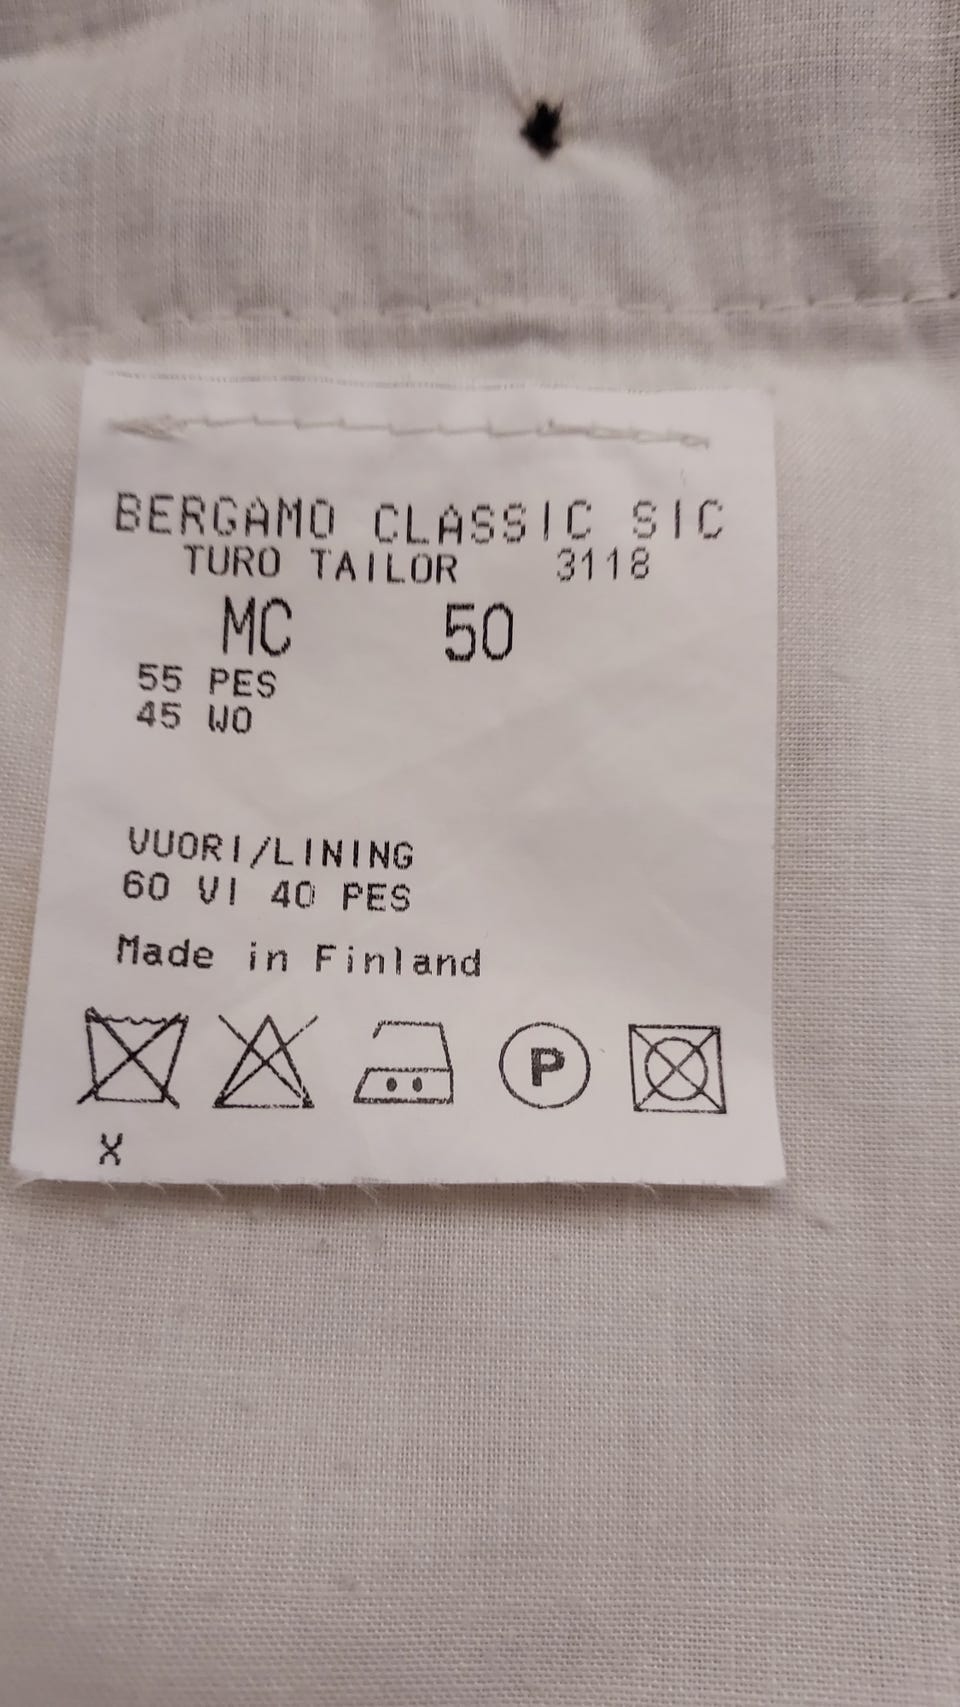 BERGAMO CLASSIC SIC
TURO TAILOR 3118
MC 50
55 PES
45 WO
VUORI/LINING
60 VI 40 PES
Made in Finland
P
X